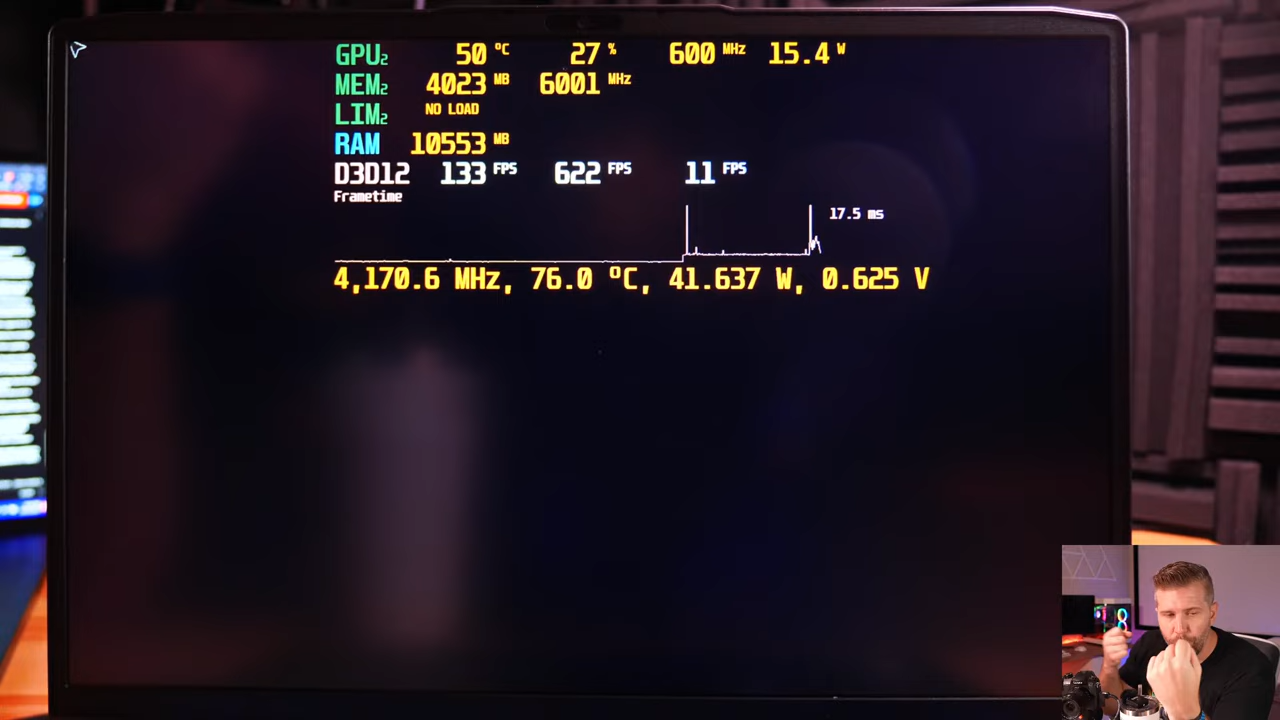 GPU2 50 °C 27 % 600 MHz 15.4 W
MEM2 4023 MB 6001 MHz
LIM2 NO LOAD
RAM 10553 MB
D3D12 133 FPS 622 FPS 11 FPS
Frametime
17.5 ms
4,170.6 MHz, 76.0 ºC, 41.637 W, 0.625 V